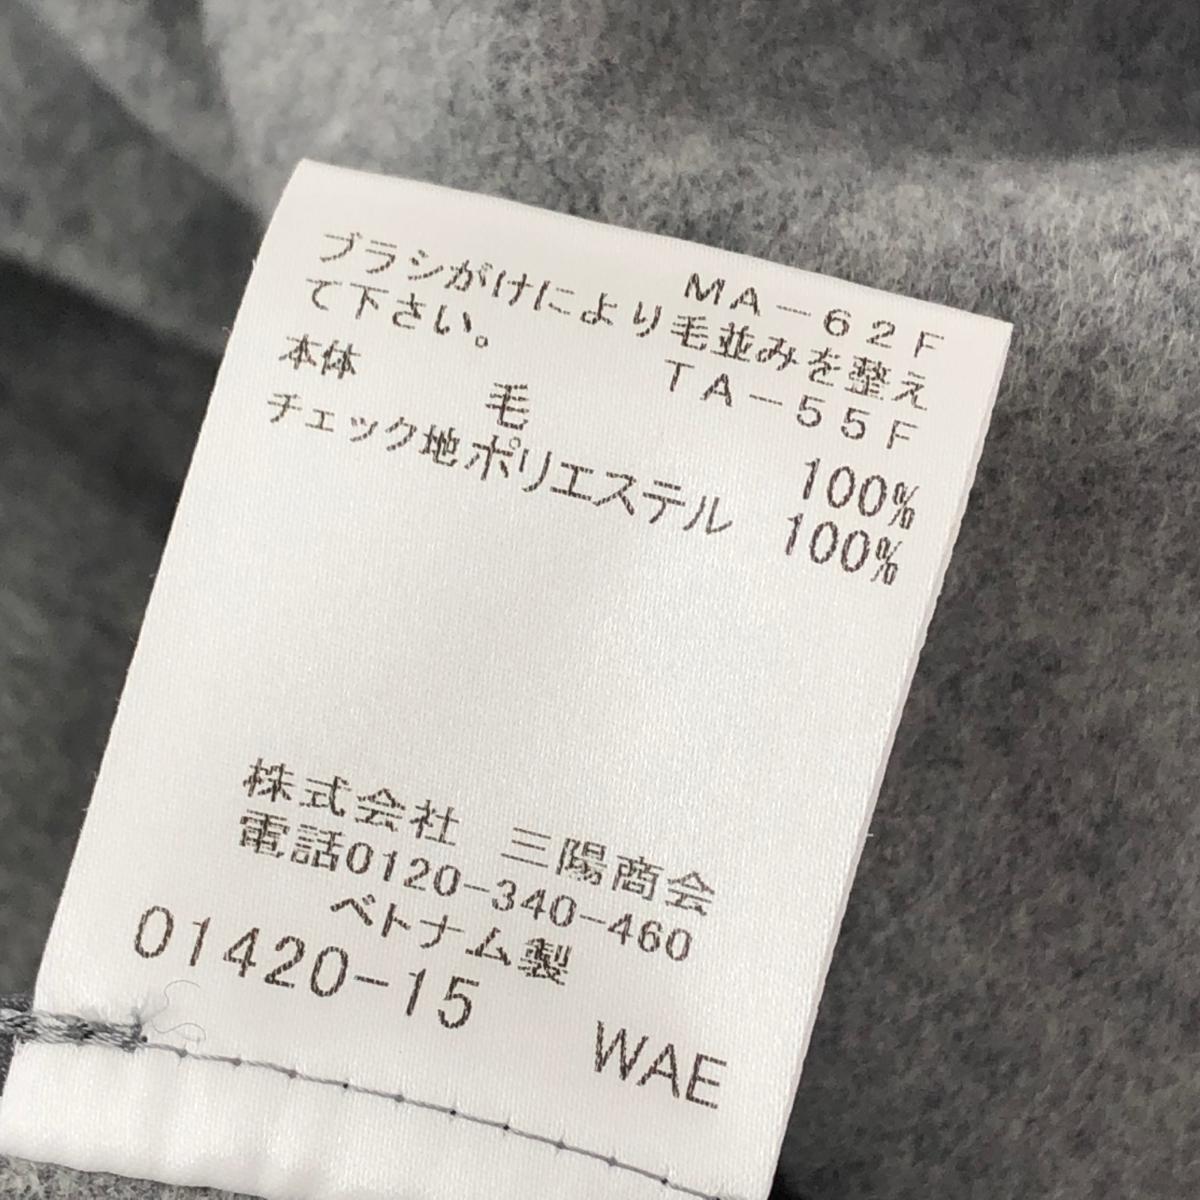 MA-62F
ブラシがけにより毛並みを整え
て下さい。
TA-55F
本体 毛 100%
チェック地ポリエステル 100%
株式会社 三陽商会
電話0120-340-460
ベトナム製
01420-15 WAE